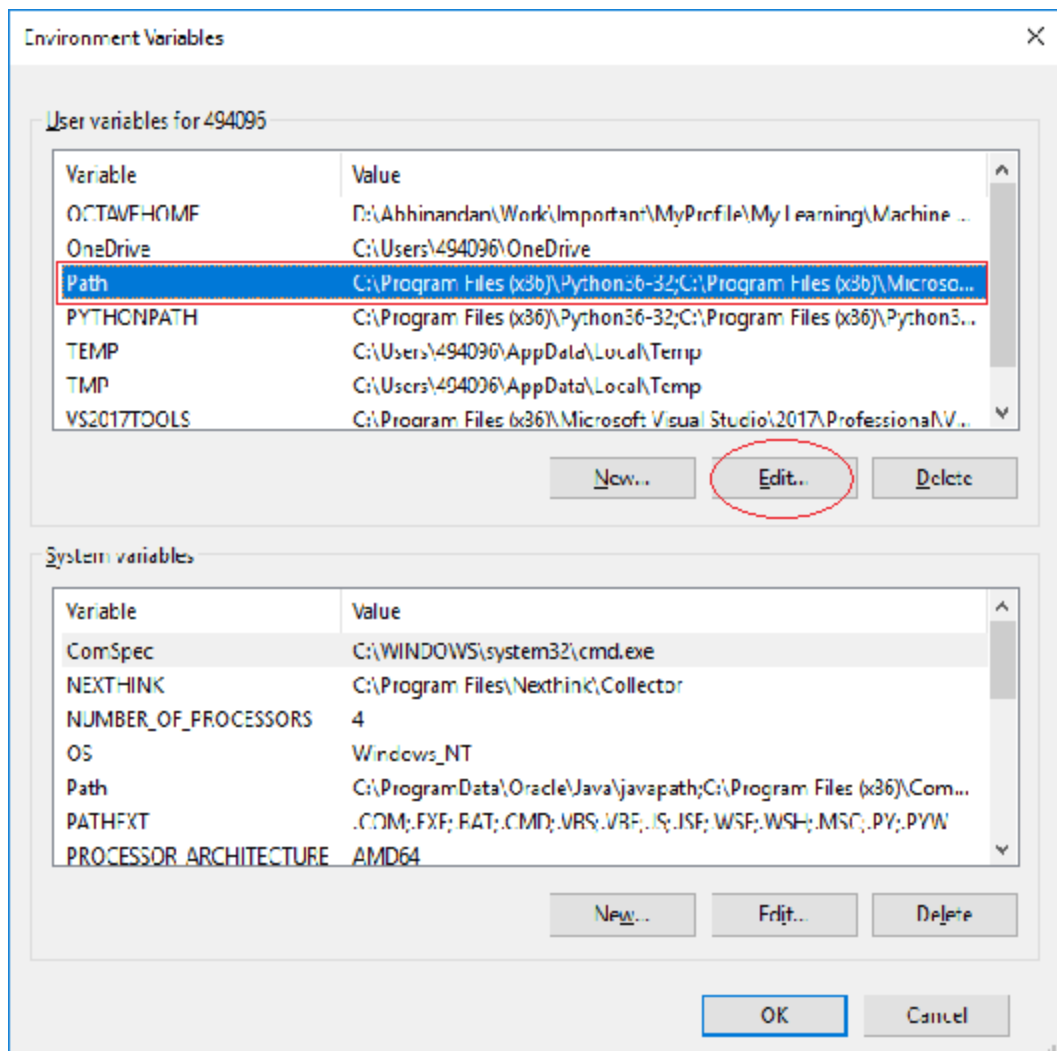 Environment Variables
User variables for 494096
Variable Value
OCTAVEHOME D:\Abhinandan\Work\Important\MyProfile\My Learning\Machine ...
OneDrive C:\Users\494096\OneDrive
Path C:\Program Files (x86)\Python36-32;C:\Program Files (x86)\Microso...
PYTHONPATH C:\Program Files (x86)\Python36-32;C:\Program Files (x86)\Python3...
TEMP C:\Users\494096\AppData\Local\Temp
TMP C:\Users\494096\AppData\Local\Temp
VS2017TOOLS C:\Program Files (x86)\Microsoft Visual Studio\2017\Professional\V...
New... Edit... Delete
System variables
Variable Value
ComSpec C:\WINDOWS\system32\cmd.exe
NEXTHINK C:\Program Files\Nexthink\Collector
NUMBER_OF_PROCESSORS 4
OS Windows_NT
Path C:\ProgramData\Oracle\Java\javapath;C:\Program Files (x86)\Com...
PATHEXT .COM;.EXE;.BAT;.CMD;.VBS;.VBE;.JS;.JSE;.WSF;.WSH;.MSC;.PY;.PYW
PROCESSOR_ARCHITECTURE AMD64
New... Edit... Delete
OK Cancel